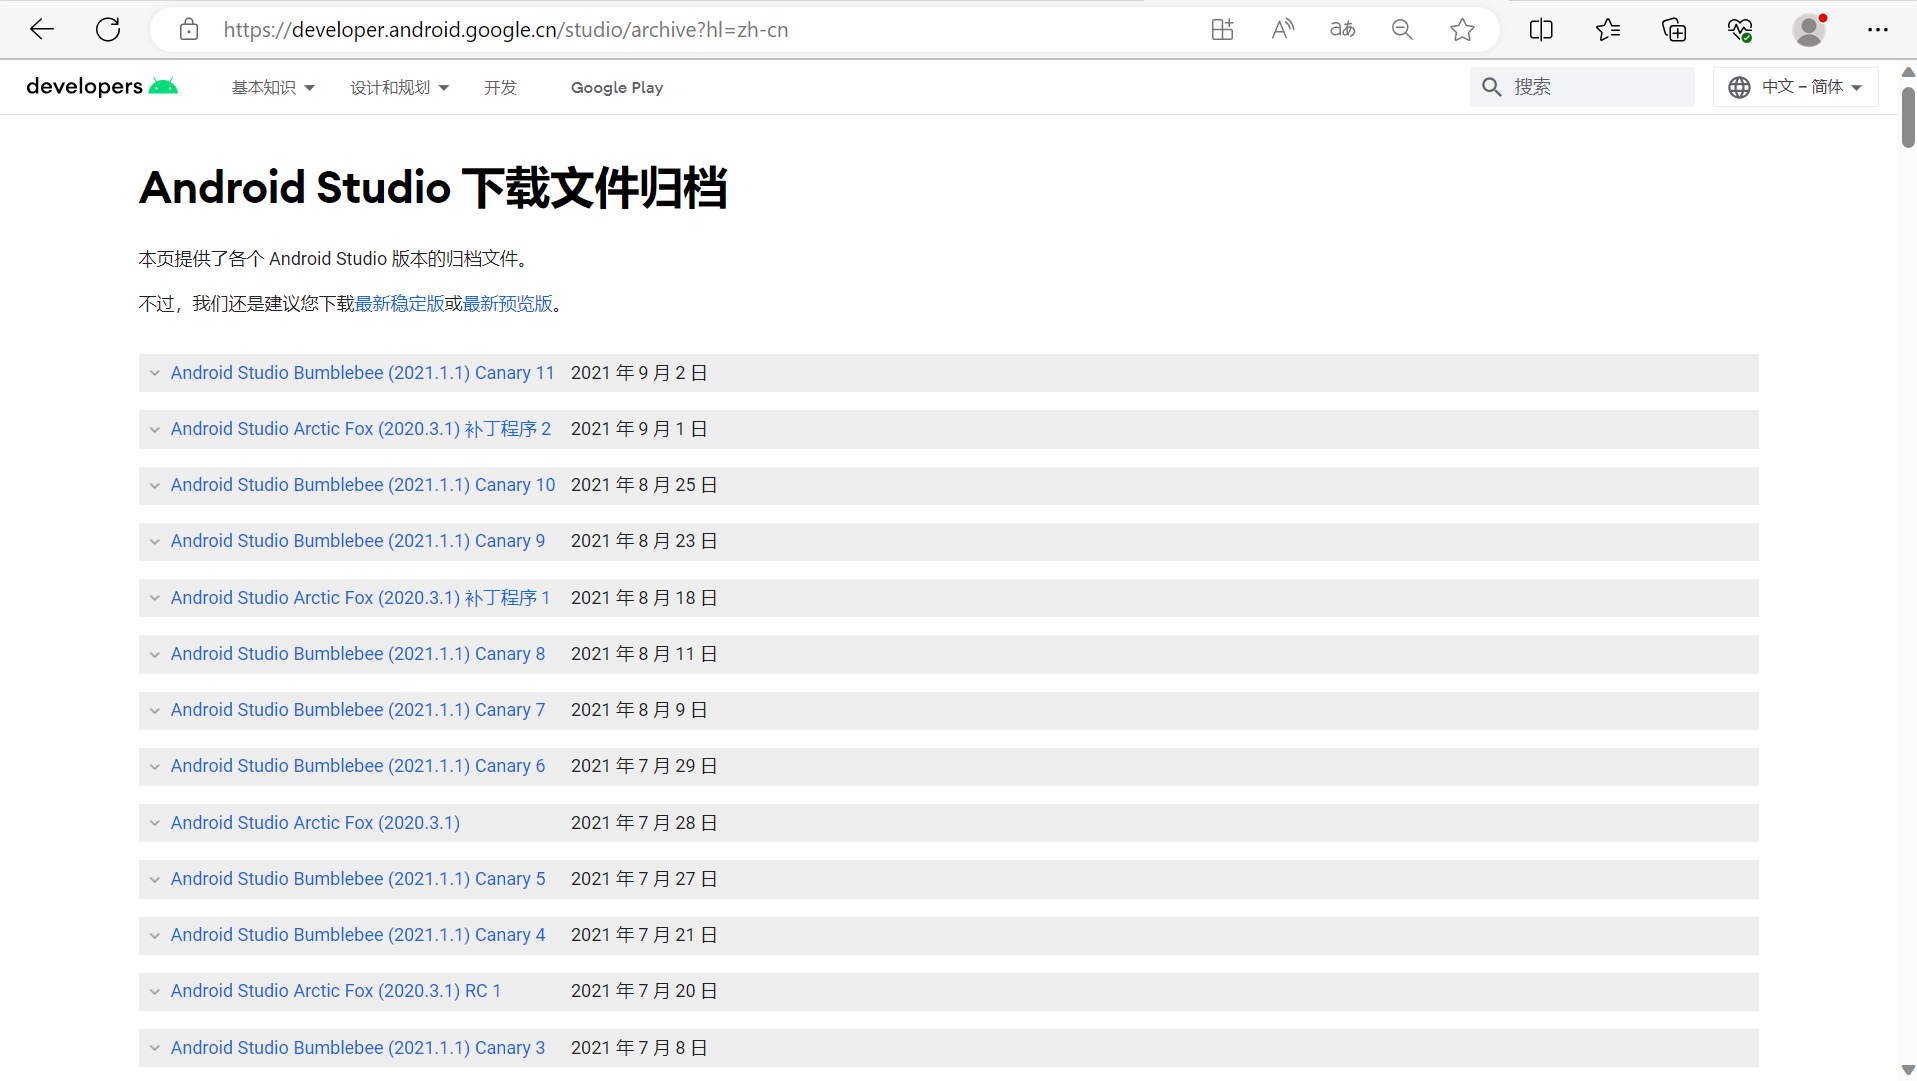 https://developer.android.google.cn/studio/archive?hl=zh-cn
developers 基本知识 设计和规划 开发 Google Play 搜索 中文 – 简体
Android Studio 下载文件归档
本页提供了各个 Android Studio 版本的归档文件。
不过，我们还是建议您下载最新稳定版或最新预览版。
Android Studio Bumblebee (2021.1.1) Canary 11 2021 年 9 月 2 日
Android Studio Arctic Fox (2020.3.1) 补丁程序 2 2021 年 9 月 1 日
Android Studio Bumblebee (2021.1.1) Canary 10 2021 年 8 月 25 日
Android Studio Bumblebee (2021.1.1) Canary 9 2021 年 8 月 23 日
Android Studio Arctic Fox (2020.3.1) 补丁程序 1 2021 年 8 月 18 日
Android Studio Bumblebee (2021.1.1) Canary 8 2021 年 8 月 11 日
Android Studio Bumblebee (2021.1.1) Canary 7 2021 年 8 月 9 日
Android Studio Bumblebee (2021.1.1) Canary 6 2021 年 7 月 29 日
Android Studio Arctic Fox (2020.3.1) 2021 年 7 月 28 日
Android Studio Bumblebee (2021.1.1) Canary 5 2021 年 7 月 27 日
Android Studio Bumblebee (2021.1.1) Canary 4 2021 年 7 月 21 日
Android Studio Arctic Fox (2020.3.1) RC 1 2021 年 7 月 20 日
Android Studio Bumblebee (2021.1.1) Canary 3 2021 年 7 月 8 日